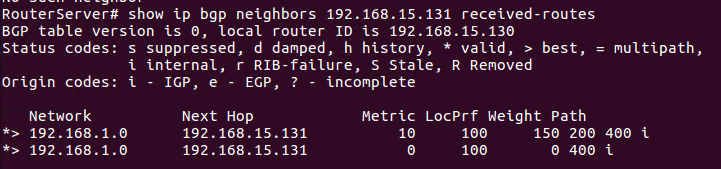 RouterServer# show ip bgp neighbors 192.168.15.131 received-routes
BGP table version is 0, local router ID is 192.168.15.130
Status codes: s suppressed, d damped, h history, * valid, > best, = multipath,
              i internal, r RIB-failure, S Stale, R Removed
Origin codes: i - IGP, e - EGP, ? - incomplete

   Network          Next Hop            Metric LocPrf Weight Path
*> 192.168.1.0      192.168.15.131          10    100      150 200 400 i
*> 192.168.1.0      192.168.15.131           0    100        0 400 i